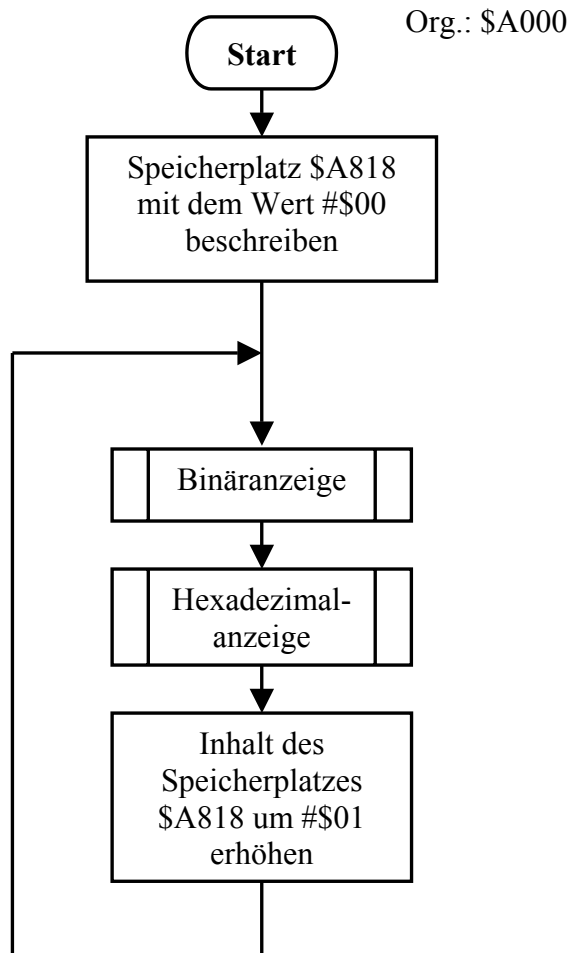 Org.: $A000
Start
Speicherplatz $A818
mit dem Wert #$00
beschreiben
Binäranzeige
Hexadezimal-
anzeige
Inhalt des
Speicherplatzes
$A818 um #$01
erhöhen